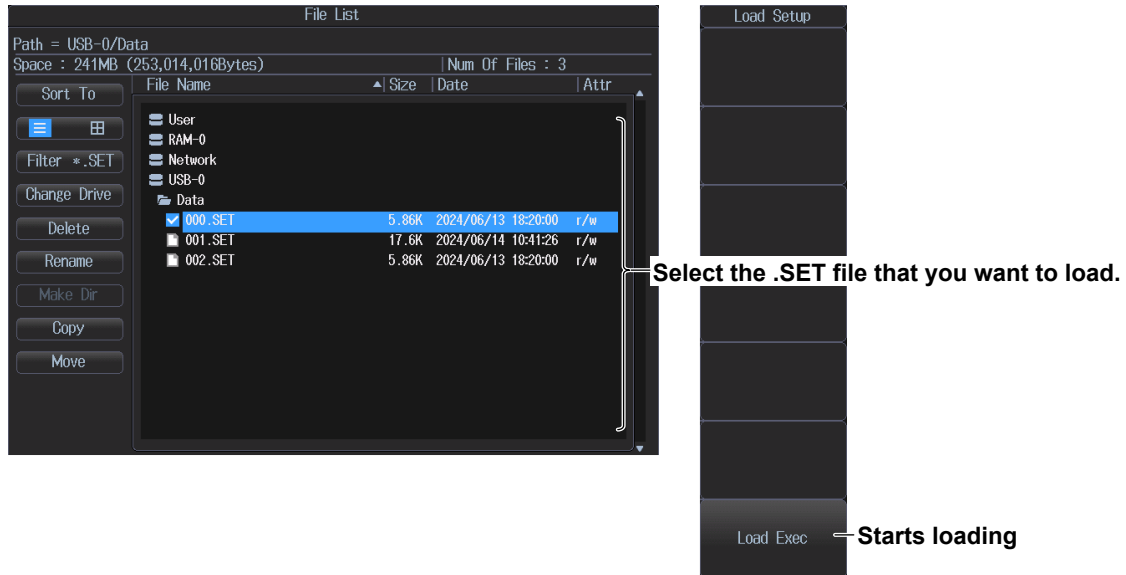 File List
Path = USB-0/Data
Space : 241MB (253,014,016Bytes) Num Of Files : 3
File Name Size Date Attr
Sort To
Filter *.SET
Change Drive
Delete
Rename
Make Dir
Copy
Move
User
RAM-0
Network
USB-0
Data
000.SET 5.86K 2024/06/13 18:20:00 r/w
001.SET 17.6K 2024/06/14 10:41:26 r/w
002.SET 5.86K 2024/06/13 18:20:00 r/w
Select the .SET file that you want to load.
Load Setup
Load Exec
Starts loading